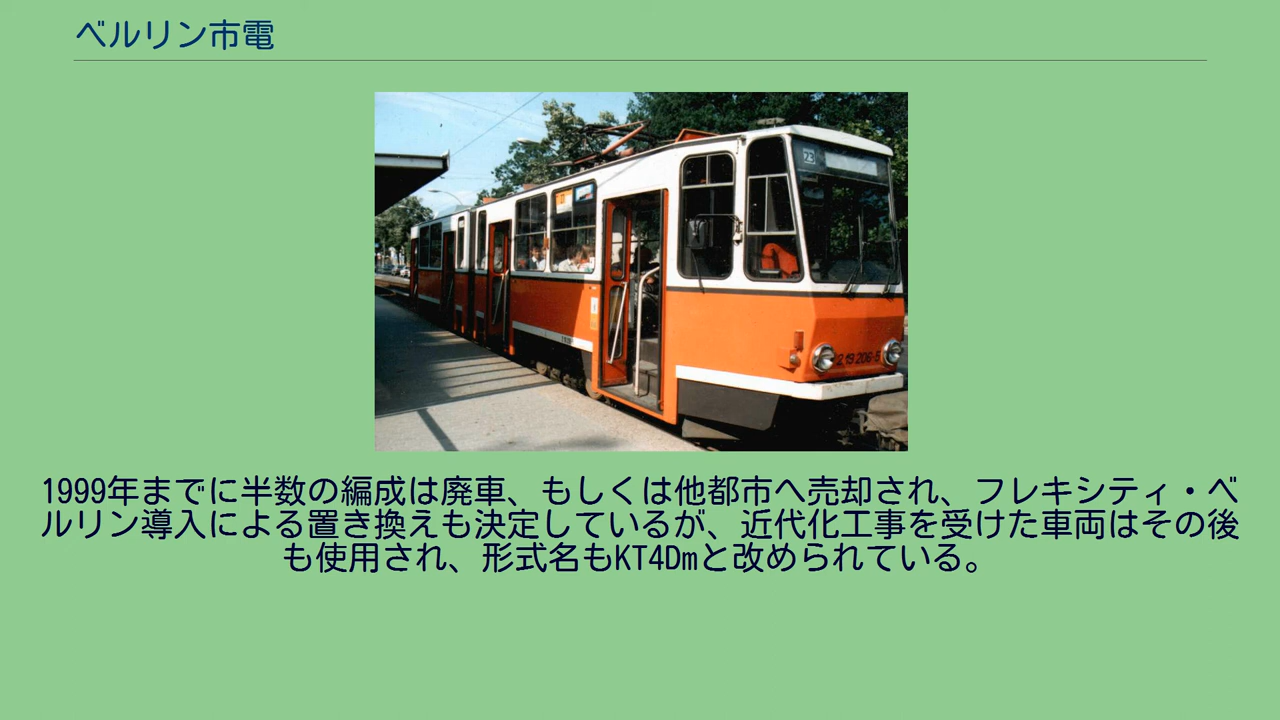 ベルリン市電
23
219 206-5
1999年までに半数の編成は廃車、もしくは他都市へ売却され、フレキシティ・ベ
ルリン導入による置き換えも決定しているが、近代化工事を受けた車両はその後
も使用され、形式名もKT4Dmと改められている。